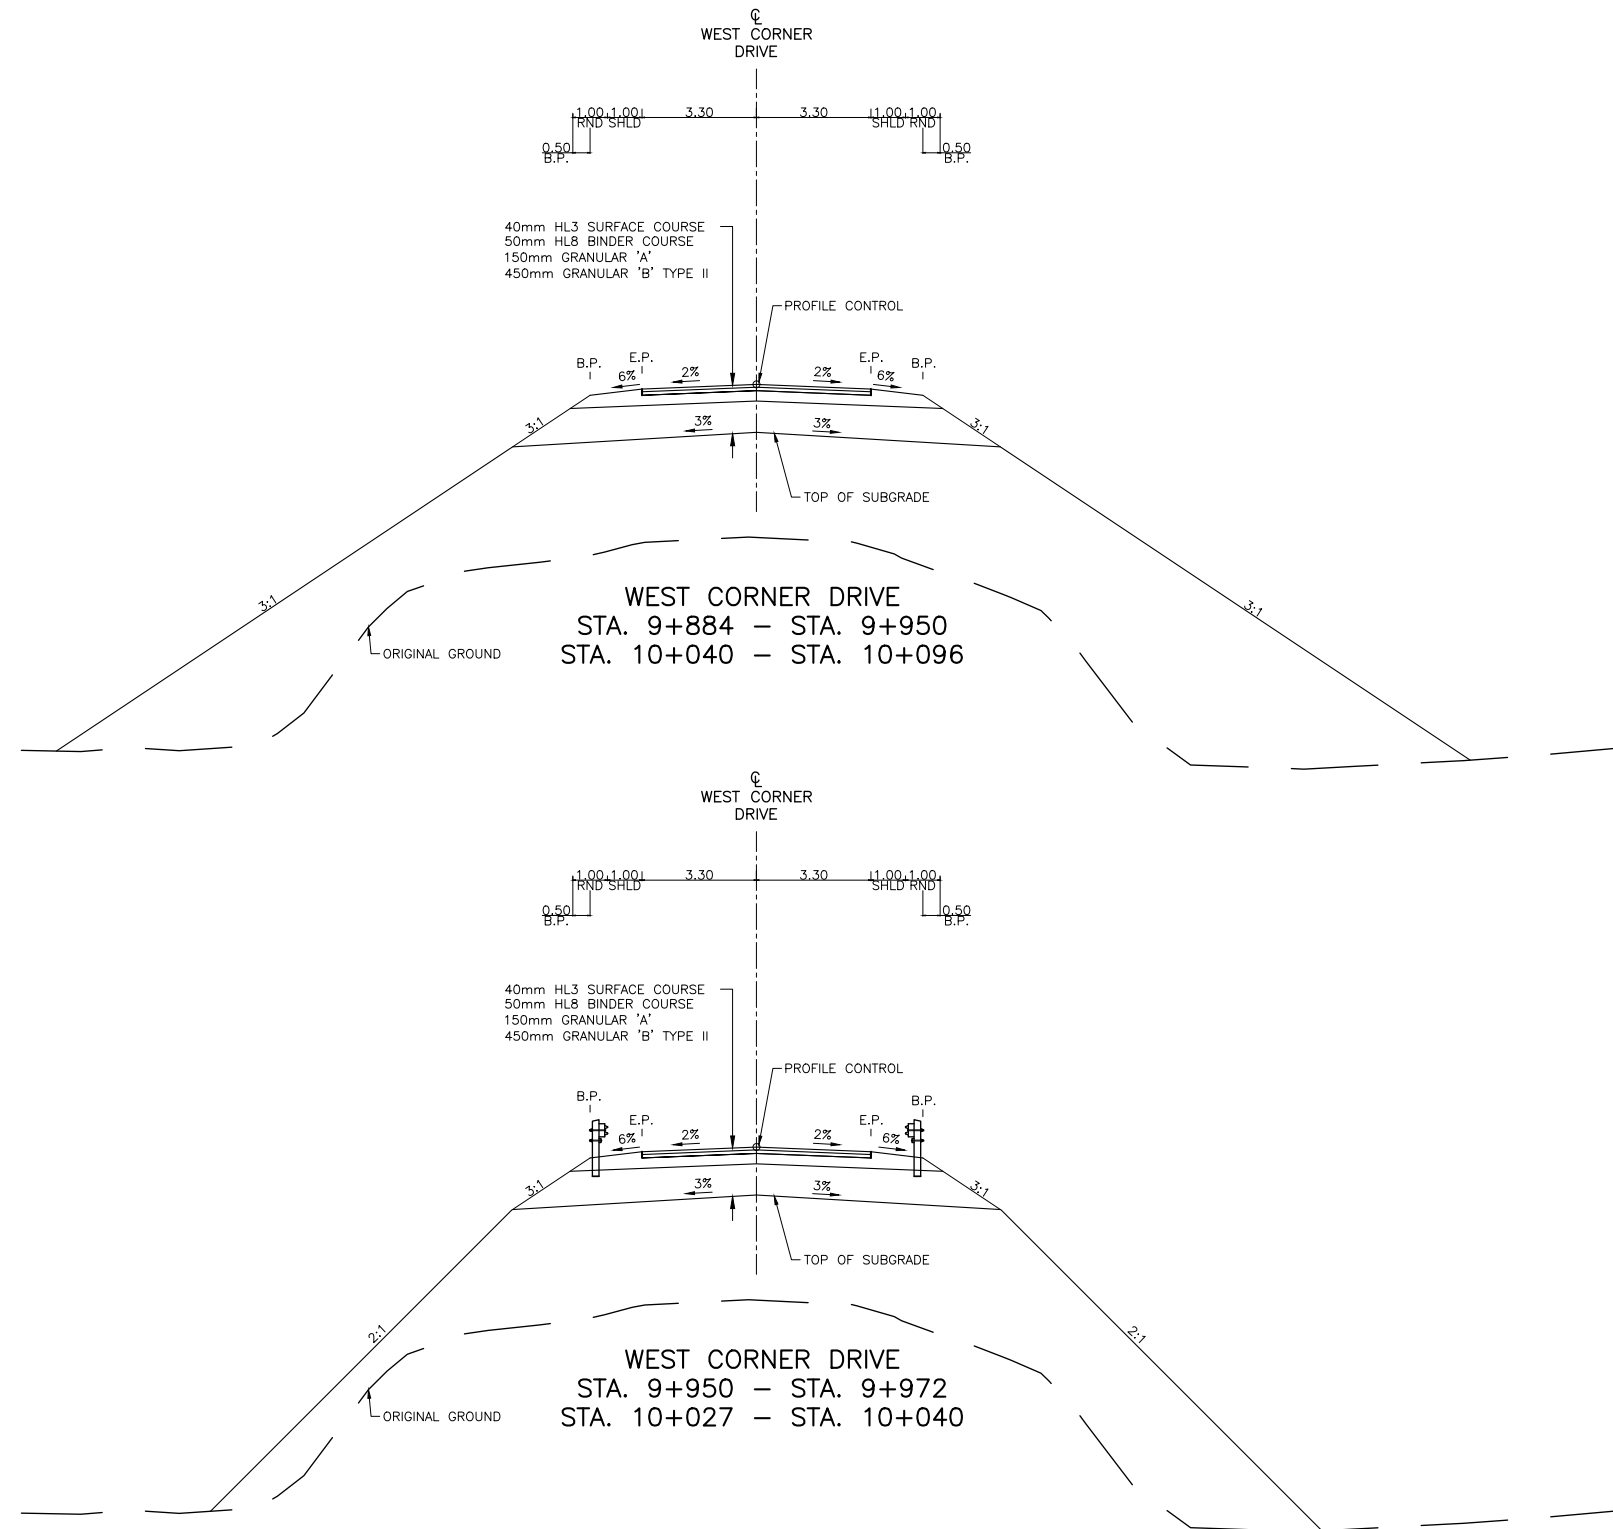 ℄
WEST CORNER
DRIVE
1.00 1.00 3.30 3.30 1.00 1.00
RND SHLD SHLD RND
0.50 0.50
B.P. B.P.
40mm HL3 SURFACE COURSE
50mm HL8 BINDER COURSE
150mm GRANULAR 'A'
450mm GRANULAR 'B' TYPE II
PROFILE CONTROL
B.P. E.P. E.P. B.P.
6% 2% 2% 6%
3:1 3% 3% 3:1
TOP OF SUBGRADE
3:1 3:1
WEST CORNER DRIVE
STA. 9+884 – STA. 9+950
STA. 10+040 – STA. 10+096
ORIGINAL GROUND
℄
WEST CORNER
DRIVE
1.00 1.00 3.30 3.30 1.00 1.00
RND SHLD SHLD RND
0.50 0.50
B.P. B.P.
40mm HL3 SURFACE COURSE
50mm HL8 BINDER COURSE
150mm GRANULAR 'A'
450mm GRANULAR 'B' TYPE II
PROFILE CONTROL
B.P. E.P. E.P. B.P.
6% 2% 2% 6%
3:1 3% 3% 3:1
TOP OF SUBGRADE
2:1 2:1
WEST CORNER DRIVE
STA. 9+950 – STA. 9+972
STA. 10+027 – STA. 10+040
ORIGINAL GROUND